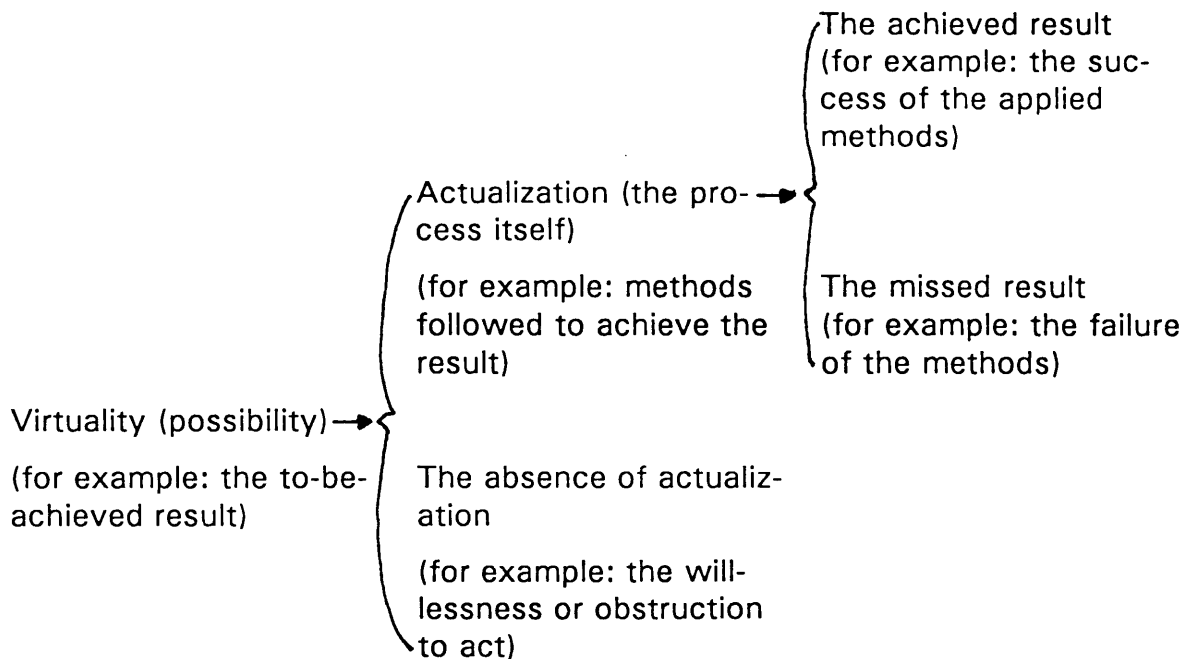 The achieved result
(for example: the suc-
cess of the applied
methods)
Actualization (the pro-
cess itself)
(for example: methods
followed to achieve the
result)
The missed result
(for example: the failure
of the methods)
Virtuality (possibility)
(for example: the to-be-
achieved result)
The absence of actualiz-
ation
(for example: the will-
lessness or obstruction
to act)